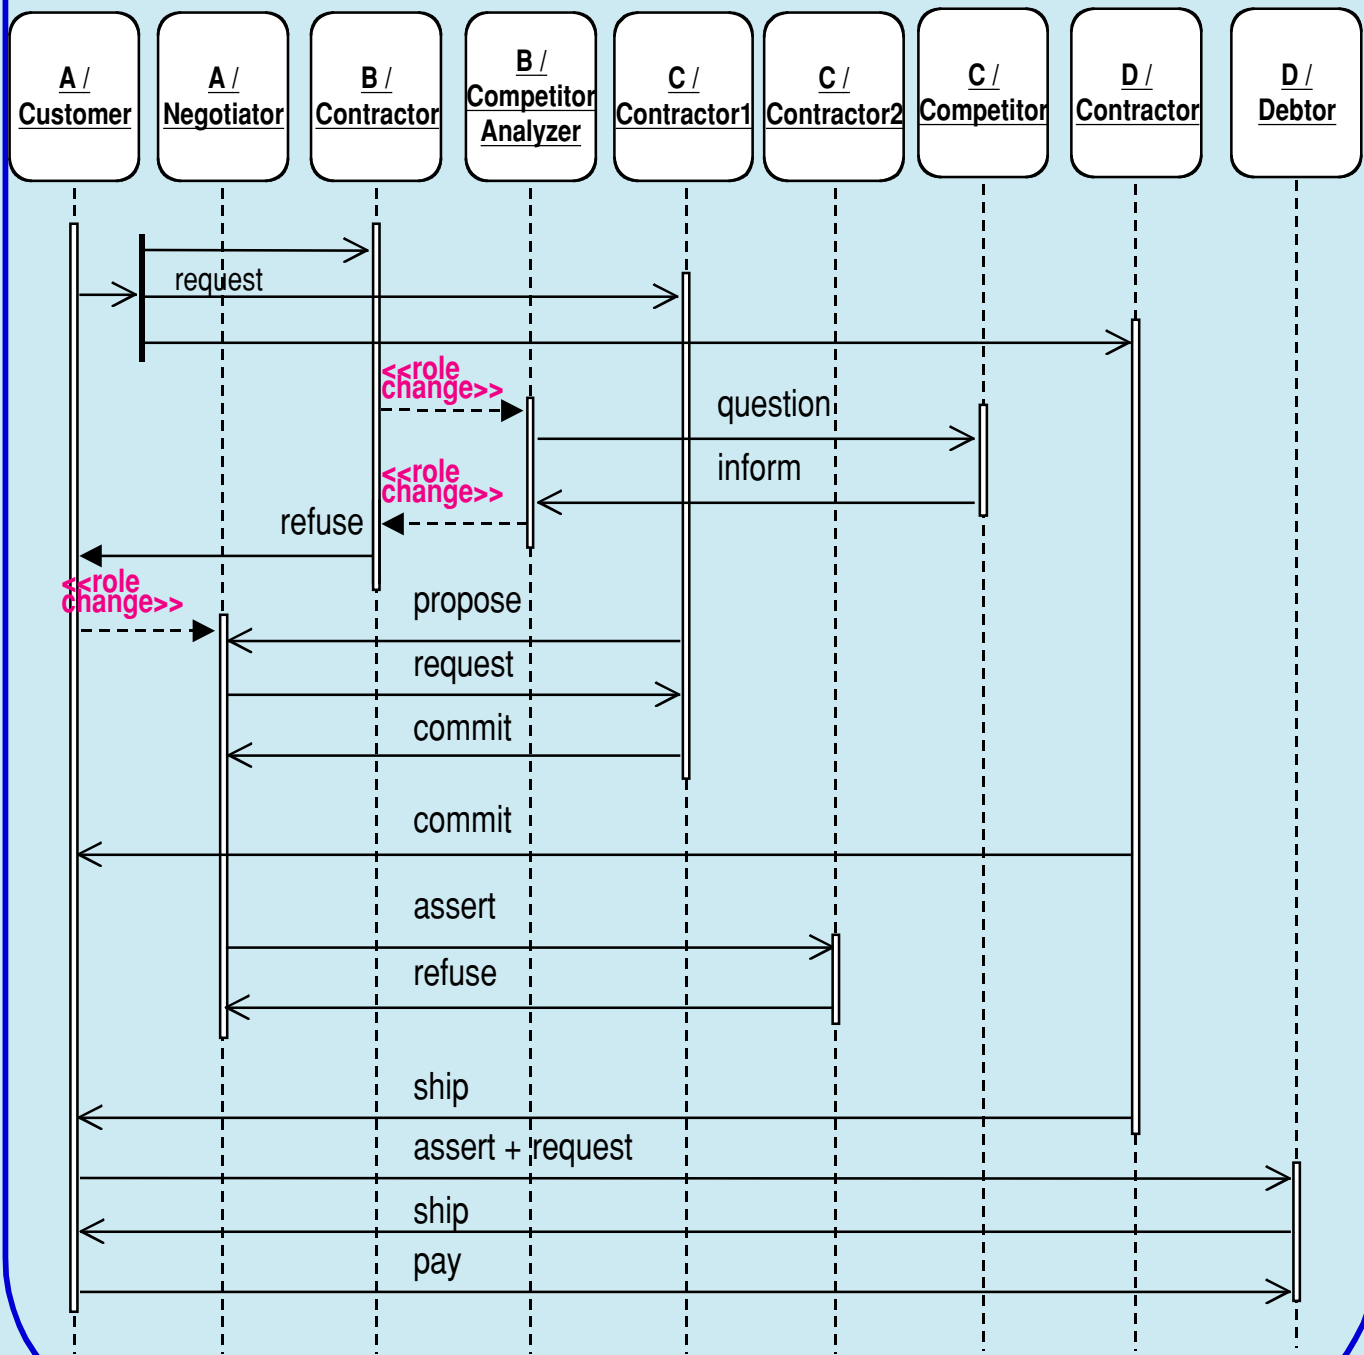 A /
Customer
A /
Negotiator
B /
Contractor
B /
Competitor
Analyzer
C /
Contractor1
C /
Contractor2
C /
Competitor
D /
Contractor
D /
Debtor
request
<<role
change>>
question
inform
<<role
change>>
refuse
<<role
change>>
propose
request
commit
commit
assert
refuse
ship
assert + request
ship
pay